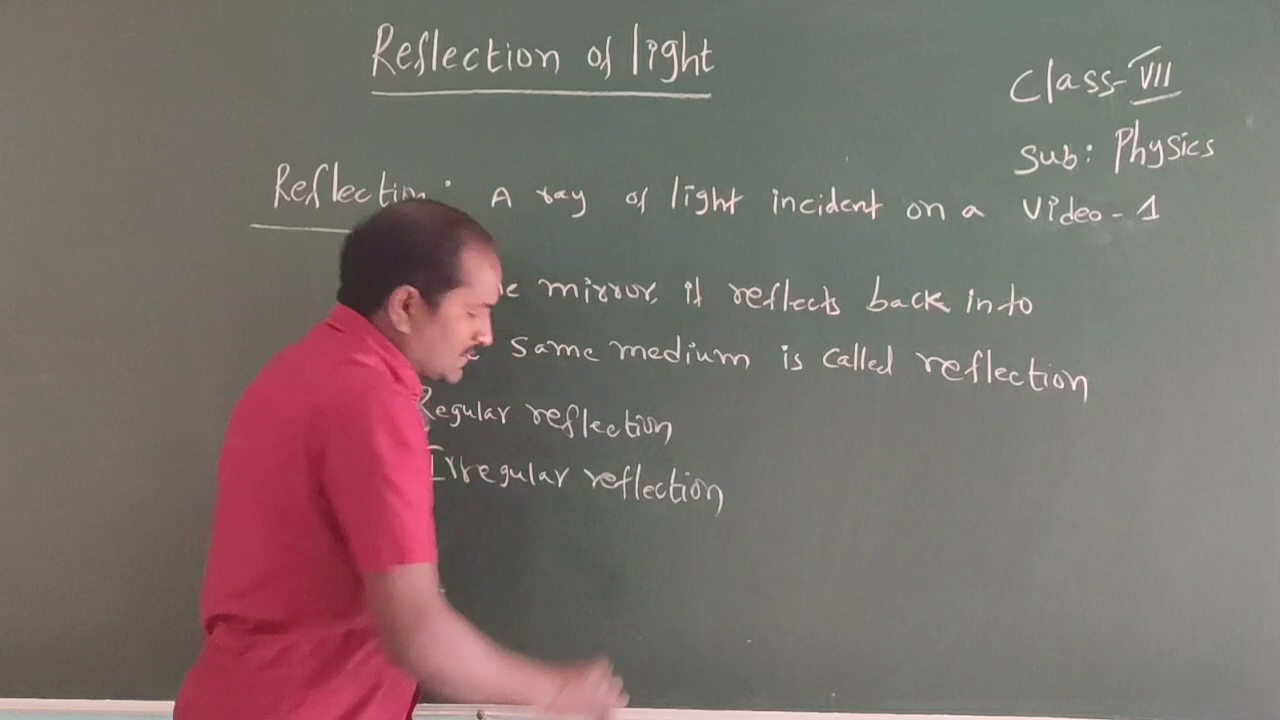 Reflection of light
Class-VII
Sub: Physics
Video-1
Reflection: A ray of light incident on a
mirror, it reflects back into
same medium is called reflection
Regular reflection
Irregular reflection